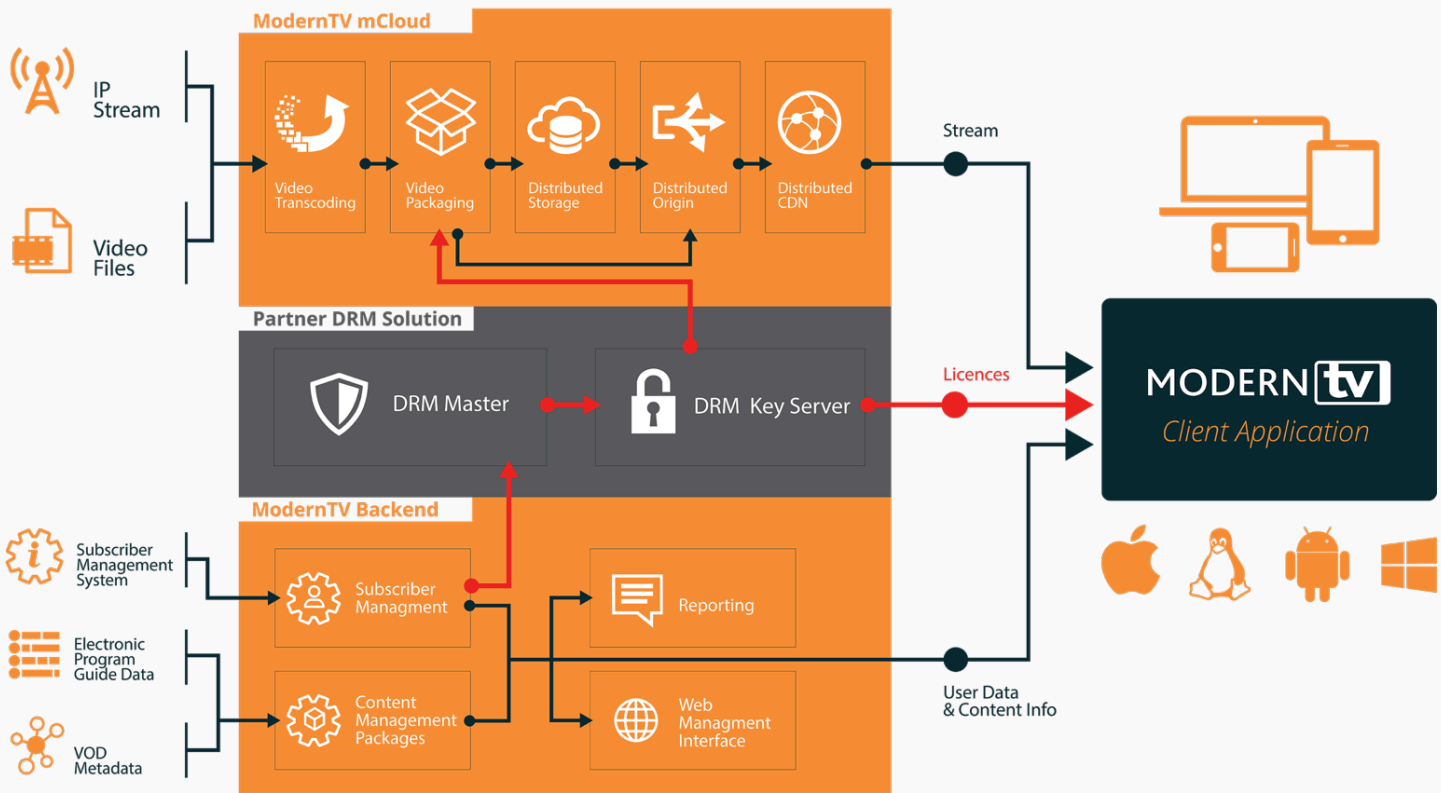 ModernTV mCloud
IP
Stream
Video
Files
Video
Transcoding
Video
Packaging
Distributed
Storage
Distributed
Origin
Distributed
CDN
Stream
Partner DRM Solution
DRM Master
DRM Key Server
Licences
MODERN tv
Client Application
ModernTV Backend
Subscriber
Management
System
Subscriber
Managment
Reporting
Electronic
Program
Guide Data
Content
Management
Packages
Web
Managment
Interface
User Data
& Content Info
VOD
Metadata